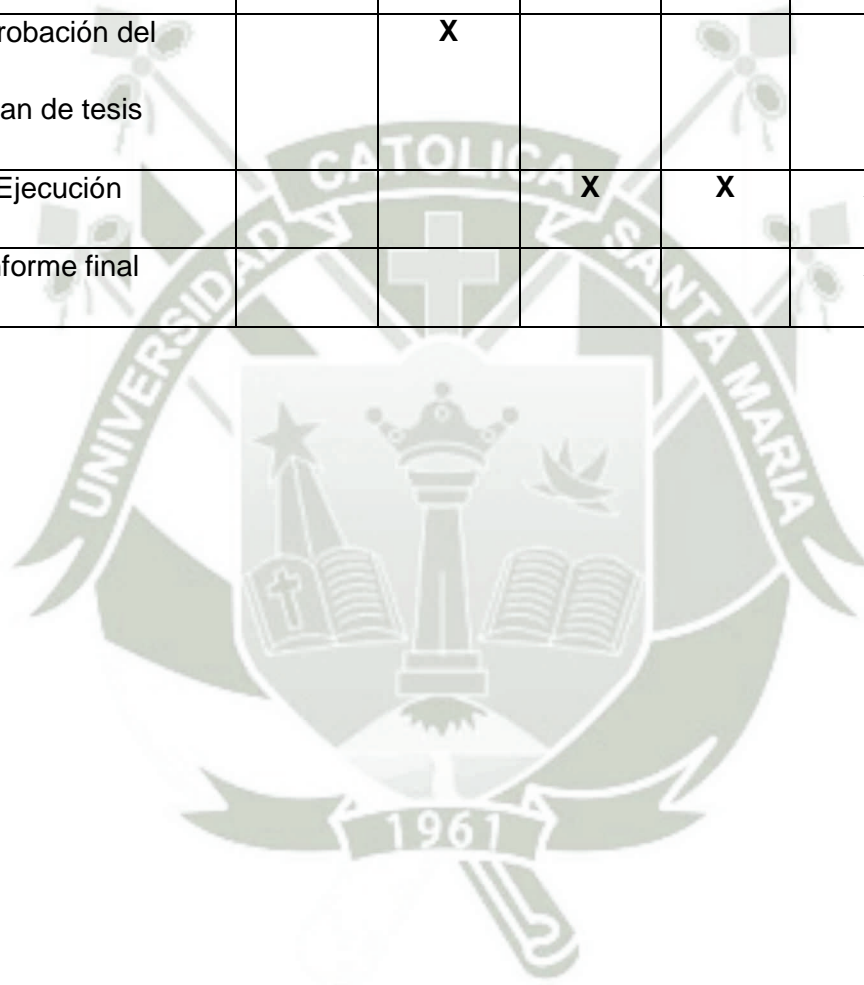 robación del X
an de tesis
Ejecución X X
forme final
UNIVERSIDAD CATOLICA SANTA MARIA
1961